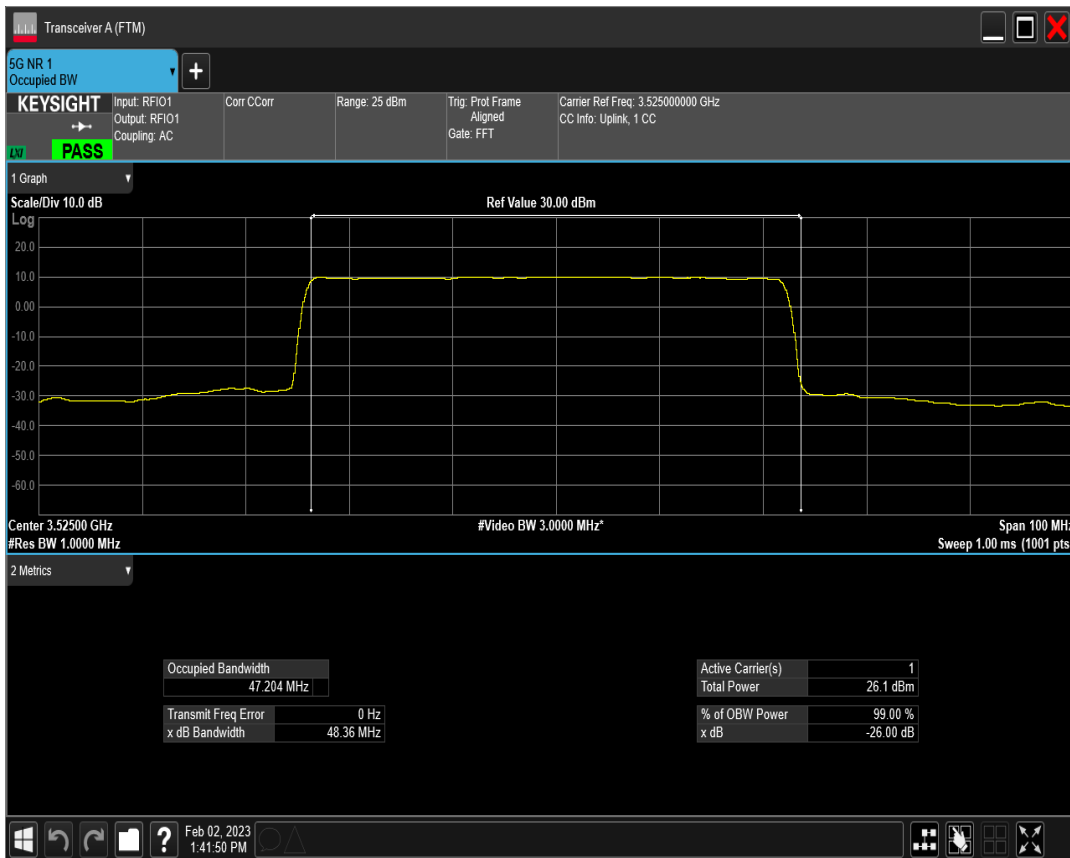 Transceiver A (FTM)
5G NR 1
Occupied BW
+
KEYSIGHT
LXI
PASS
Input: RFIO1
Output: RFIO1
Coupling: AC
Corr CCorr
Range: 25 dBm
Trig: Prot Frame
Aligned
Gate: FFT
Carrier Ref Freq: 3.525000000 GHz
CC Info: Uplink, 1 CC
1 Graph
Scale/Div 10.0 dB
Ref Value 30.00 dBm
Log
20.0
10.0
0.00
-10.0
-20.0
-30.0
-40.0
-50.0
-60.0
Center 3.52500 GHz
#Video BW 3.0000 MHz*
Span 100 MHz
#Res BW 1.0000 MHz
Sweep 1.00 ms (1001 pts
2 Metrics
Occupied Bandwidth
47.204 MHz
Transmit Freq Error 0 Hz
x dB Bandwidth 48.36 MHz
Active Carrier(s) 1
Total Power 26.1 dBm
% of OBW Power 99.00 %
x dB -26.00 dB
?
Feb 02, 2023
1:41:50 PM